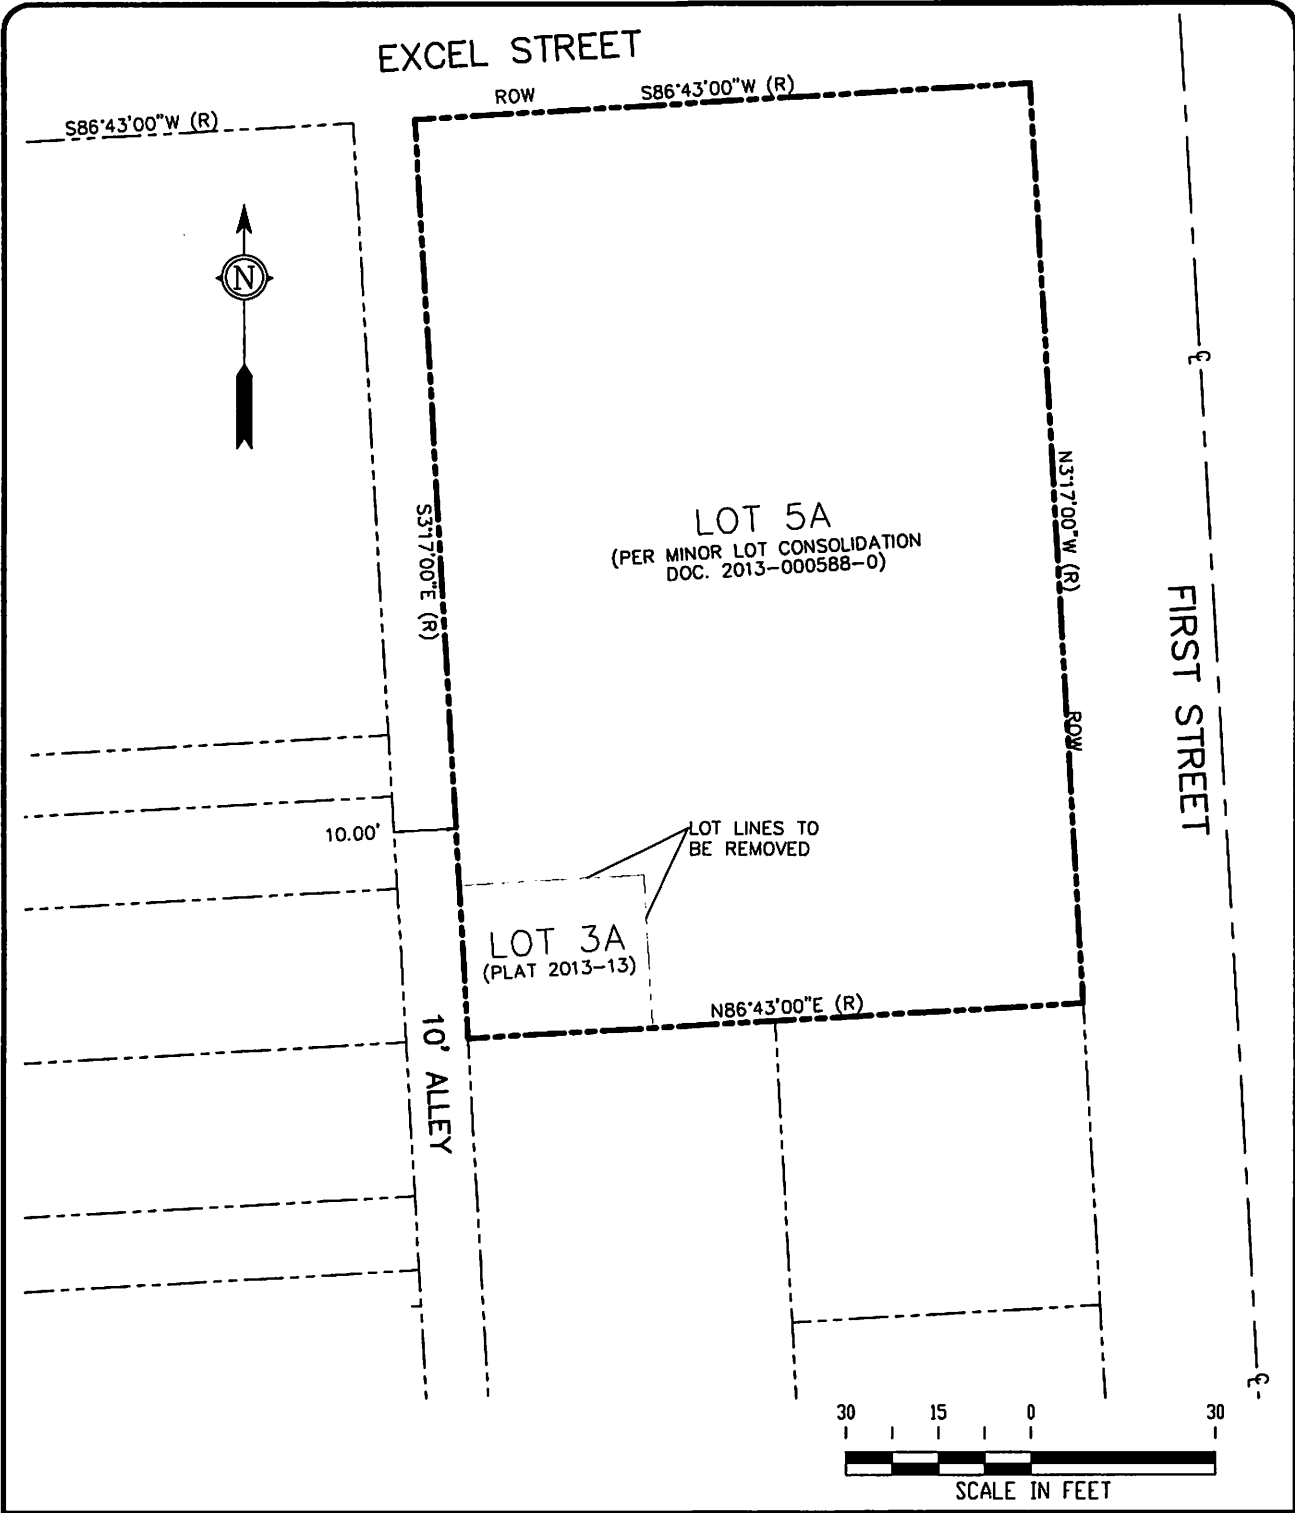 EXCEL STREET
ROW
S86°43'00"W (R)
S86°43'00"W (R)
N
℄
S3°17'00"E (R)
N3°17'00"W (R)
LOT 5A
(PER MINOR LOT CONSOLIDATION
DOC. 2013-000588-0)
FIRST STREET
ROW
10.00'
LOT LINES TO
BE REMOVED
LOT 3A
(PLAT 2013-13)
N86°43'00"E (R)
10' ALLEY
℄
30 15 0 30
SCALE IN FEET